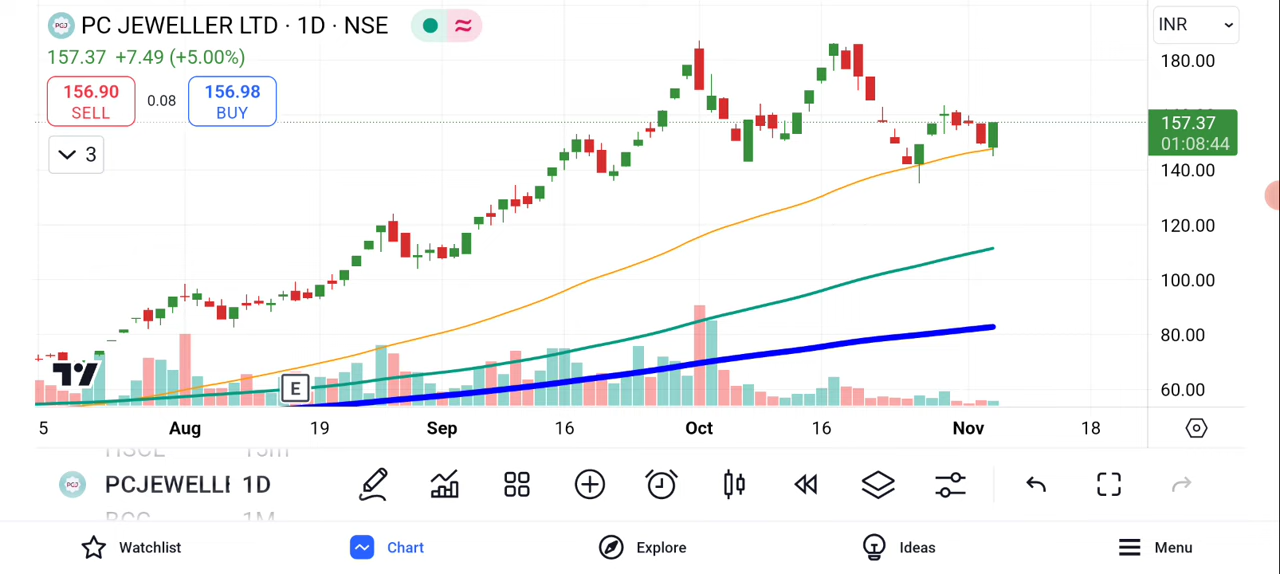 PGJ PC JEWELLER LTD · 1D · NSE
INR
157.37 +7.49 (+5.00%)
156.90
SELL
0.08
156.98
BUY
3
180.00
157.37
01:08:44
140.00
120.00
100.00
80.00
60.00
E
5 Aug 19 Sep 16 Oct 16 Nov 18
PCJEWELLE 1D
1M
Watchlist
Chart
Explore
Ideas
Menu